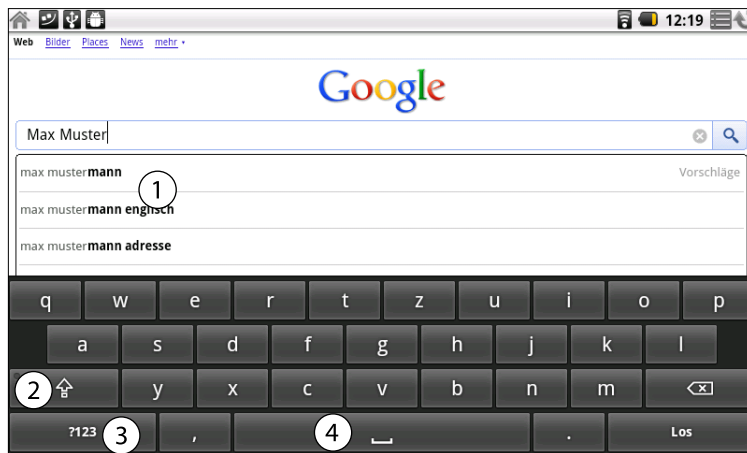 12:19
Web Bilder Places News mehr
Google
Max Muster
max mustermann Vorschläge
1
max mustermann englisch
max mustermann adresse
q w e r t z u i o p
a s d f g h j k l
2 y x c v b n m
?123 3 , 4 . Los